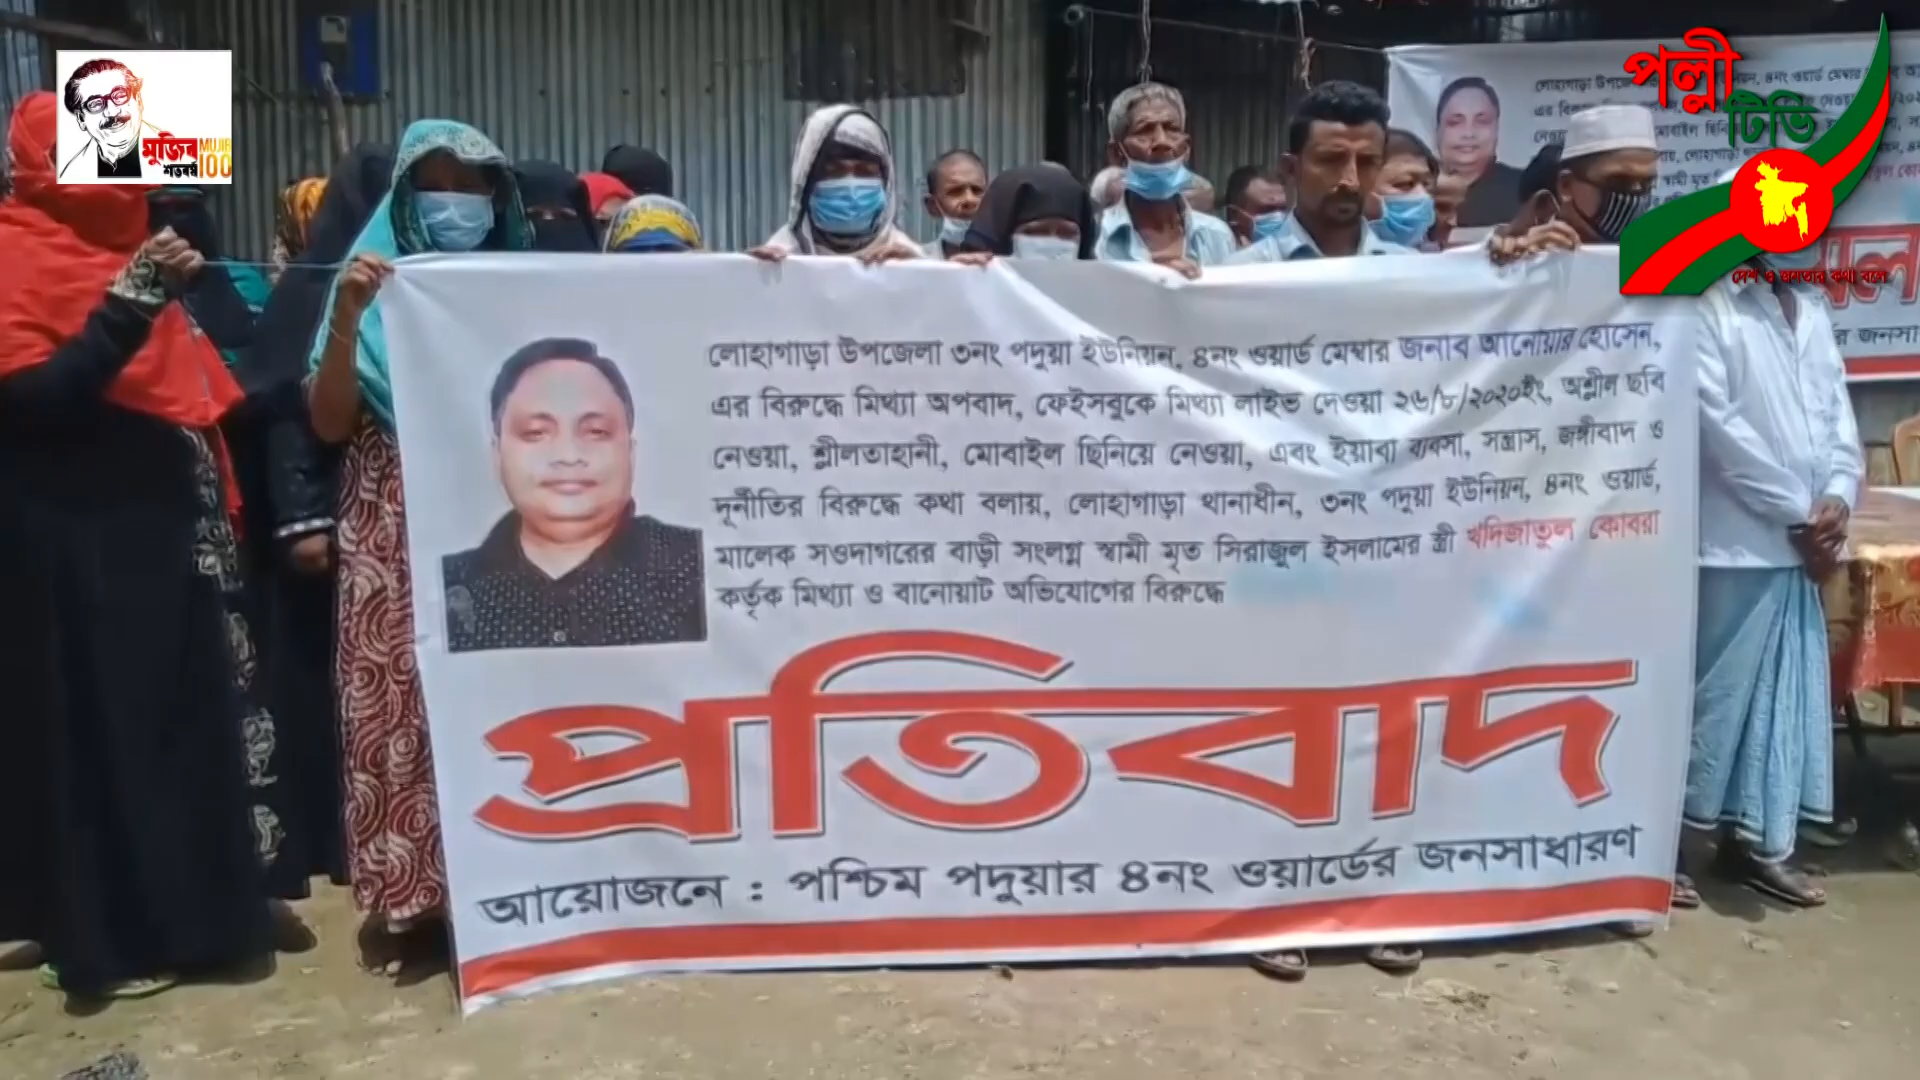 মুজিব MUJIB
শতবর্ষ 100
পল্লী
টিভি
দেশ ও জনতার কথা বলে
লোহাগাড়া উপজেলা ৩নং পদুয়া ইউনিয়ন, ৪নং ওয়ার্ড মেম্বার জনাব আনোয়ার হোসেন,
এর বিরুদ্ধে মিথ্যা অপবাদ, ফেইসবুকে মিথ্যা লাইভ দেওয়া ২৬/৮/২০২০ইং, অশ্লীল ছবি
নেওয়া, শ্লীলতাহানী, মোবাইল ছিনিয়ে নেওয়া, এবং ইয়াবা ব্যবসা, সন্ত্রাস, জঙ্গীবাদ ও
দূর্নীতির বিরুদ্ধে কথা বলায়, লোহাগাড়া থানাধীন, ৩নং পদুয়া ইউনিয়ন, ৪নং ওয়ার্ড,
মালেক সওদাগরের বাড়ী সংলগ্ন স্বামী মৃত সিরাজুল ইসলামের স্ত্রী খদিজাতুল কোবরা
কর্তৃক মিথ্যা ও বানোয়াট অভিযোগের বিরুদ্ধে
প্রতিবাদ
আয়োজনে : পশ্চিম পদুয়ার ৪নং ওয়ার্ডের জনসাধারণ